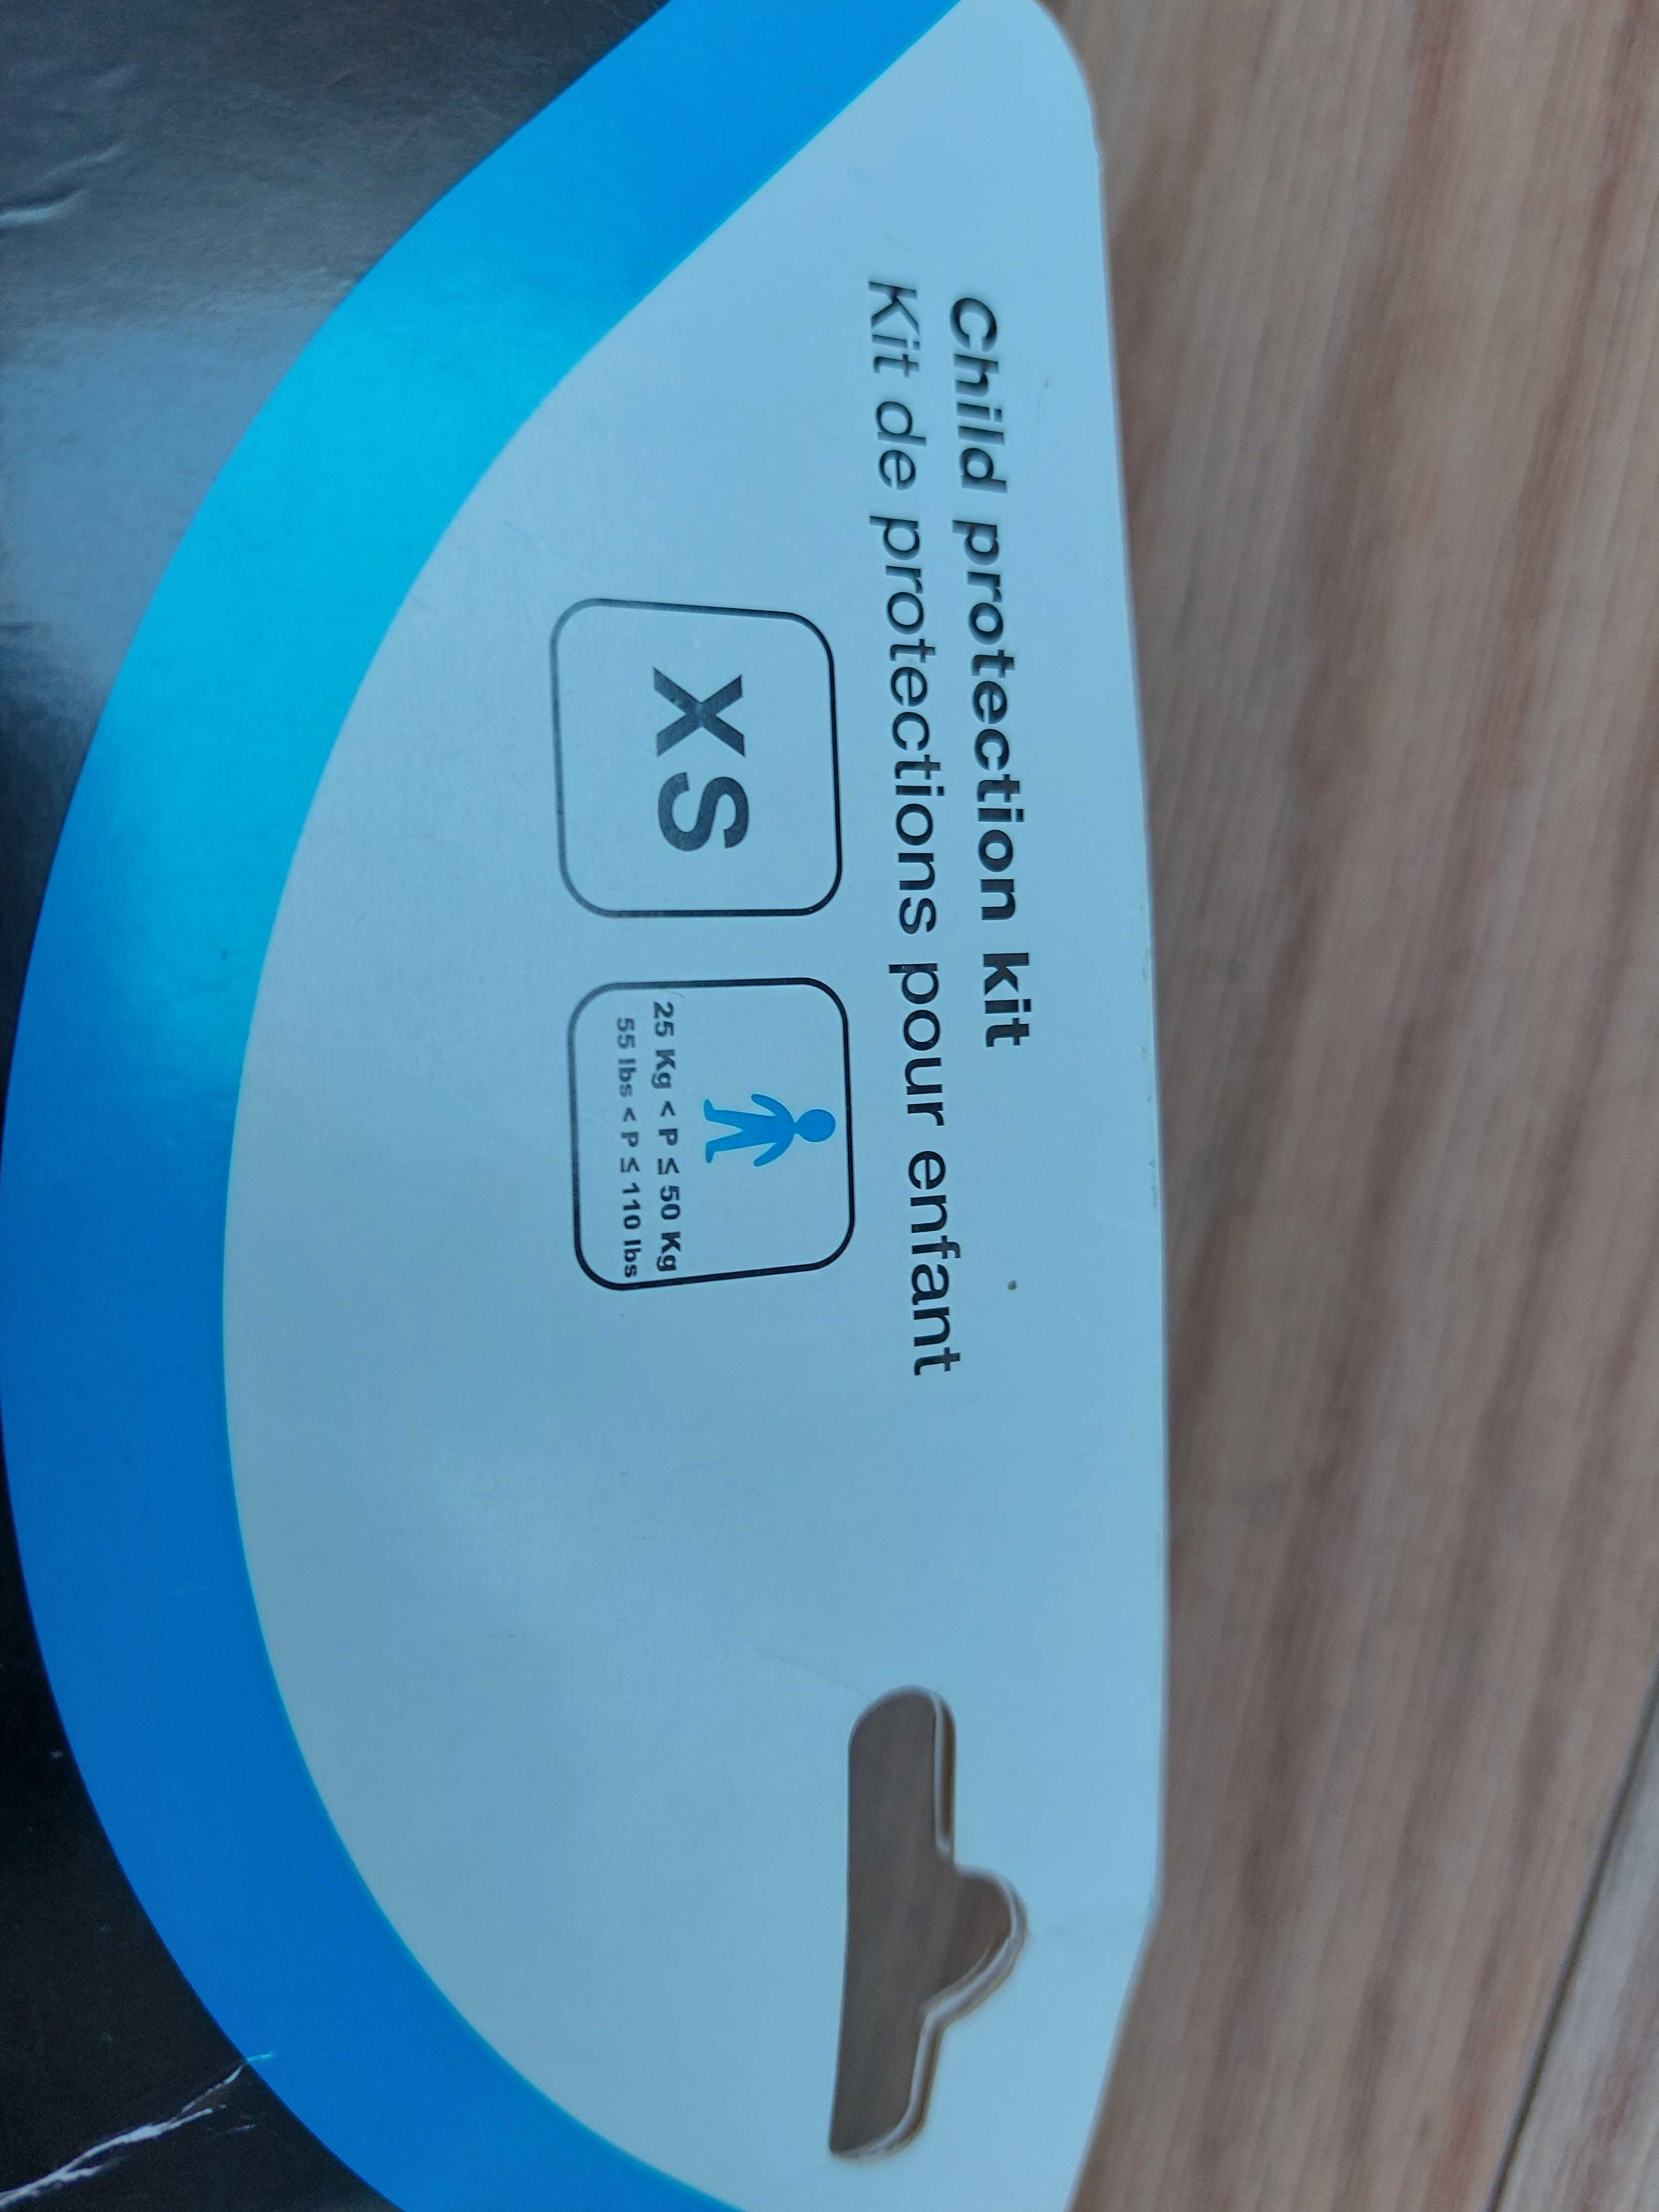 Child protection kit
Kit de protections pour enfant
XS
25 Kg < P ≤ 50 Kg
55 lbs < P ≤ 110 lbs